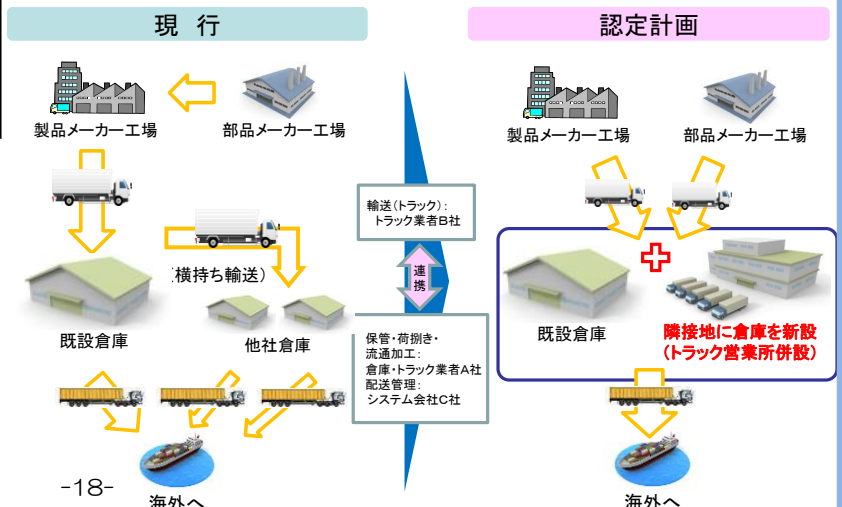 現 行
製品メーカー工場
部品メーカー工場
(横持ち輸送)
既設倉庫
他社倉庫
海外へ
-18-
輸送(トラック):
トラック業者B社
連
携
保管・荷捌き・
流通加工:
倉庫・トラック業者A社
配送管理:
システム会社C社
認定計画
製品メーカー工場
部品メーカー工場
既設倉庫
隣接地に倉庫を新設
(トラック営業所併設)
海外へ